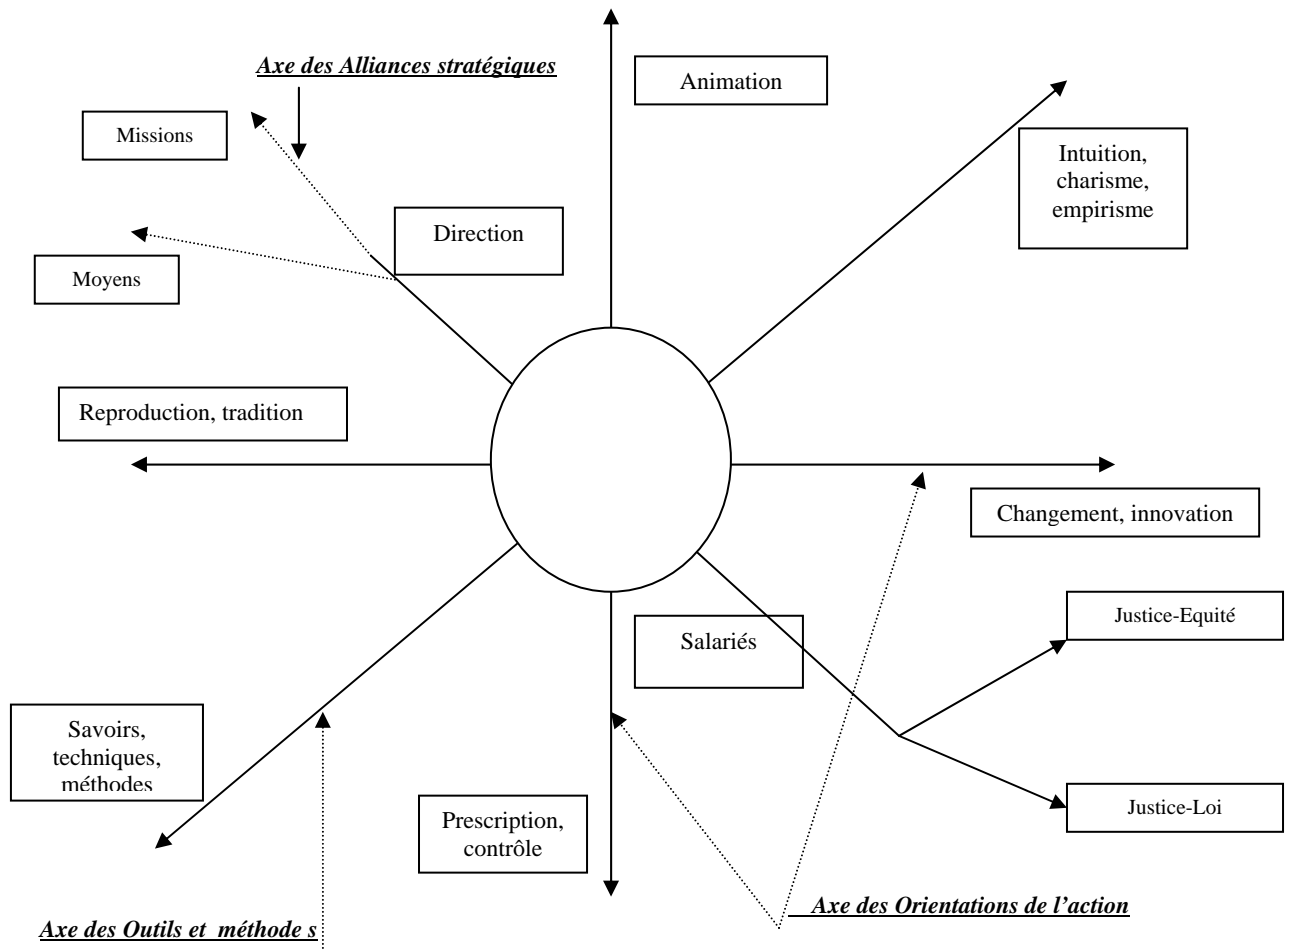 Axe des Alliances stratégiques
Animation
Missions
Intuition,
charisme,
empirisme
Direction
Moyens
Reproduction, tradition
Changement, innovation
Justice-Equité
Salariés
Savoirs,
techniques,
méthodes
Prescription,
contrôle
Justice-Loi
Axe des Orientations de l’action
Axe des Outils et méthode s